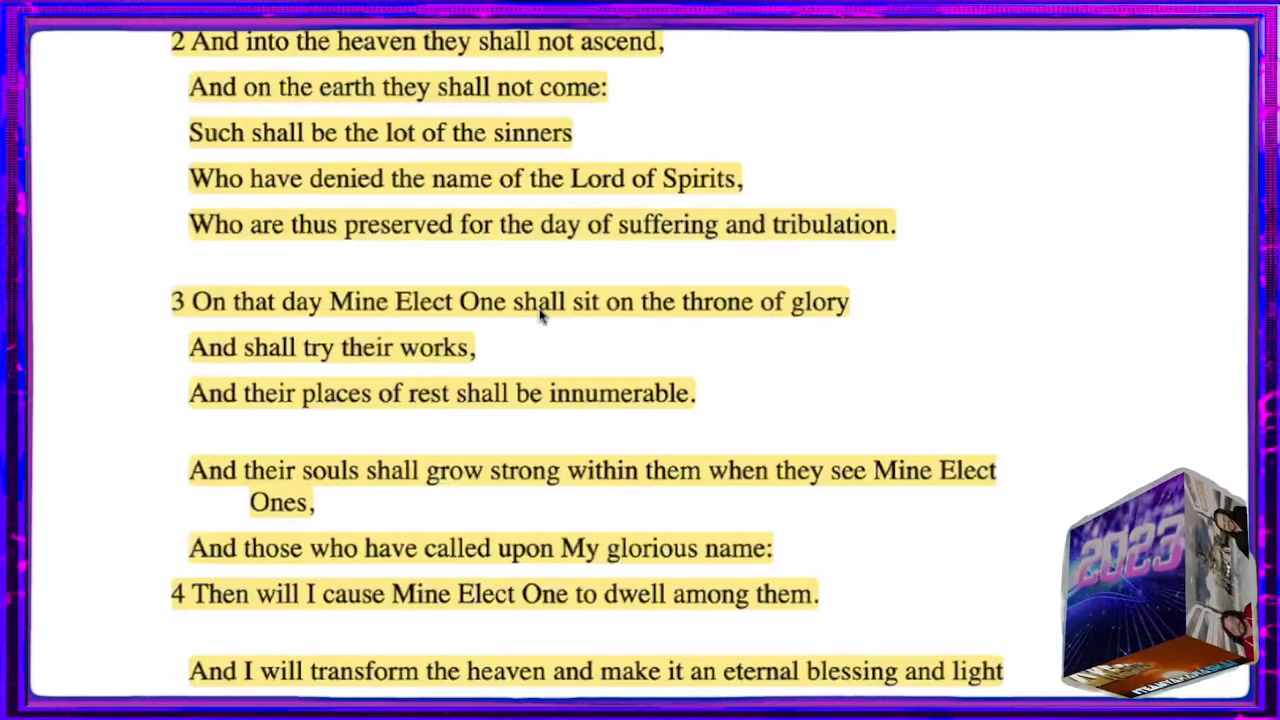 2 And into the heaven they shall not ascend,
And on the earth they shall not come:
Such shall be the lot of the sinners
Who have denied the name of the Lord of Spirits,
Who are thus preserved for the day of suffering and tribulation.
3 On that day Mine Elect One shall sit on the throne of glory
And shall try their works,
And their places of rest shall be innumerable.
And their souls shall grow strong within them when they see Mine Elect
Ones,
And those who have called upon My glorious name:
4 Then will I cause Mine Elect One to dwell among them.
And I will transform the heaven and make it an eternal blessing and light
2023